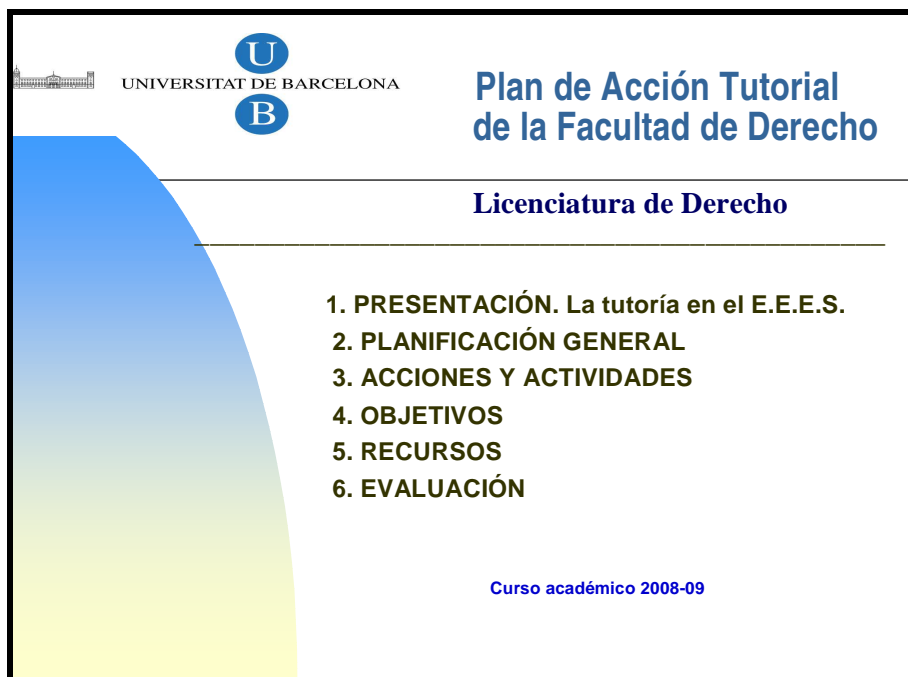 U
UNIVERSITAT DE BARCELONA
B
Plan de Acción Tutorial
de la Facultad de Derecho
Licenciatura de Derecho
1. PRESENTACIÓN. La tutoría en el E.E.E.S.
2. PLANIFICACIÓN GENERAL
3. ACCIONES Y ACTIVIDADES
4. OBJETIVOS
5. RECURSOS
6. EVALUACIÓN
Curso académico 2008-09